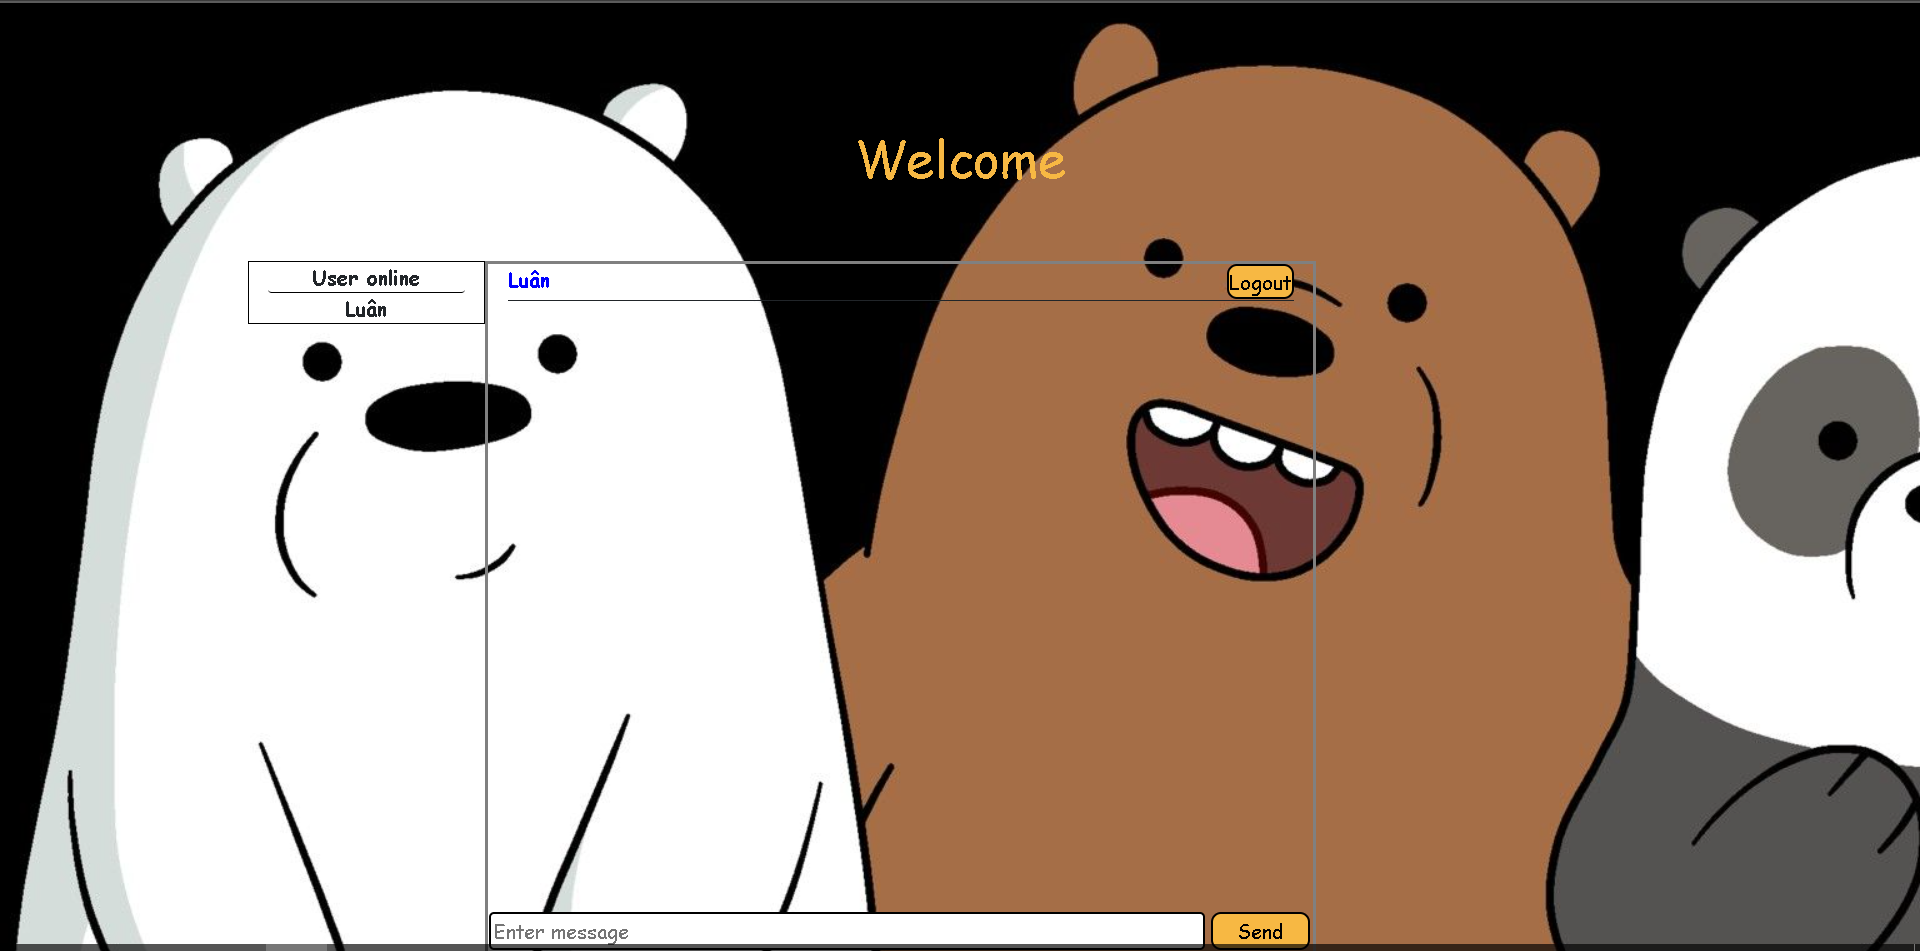 Welcome
User online
Luân
Luân
Logout
Enter message
Send